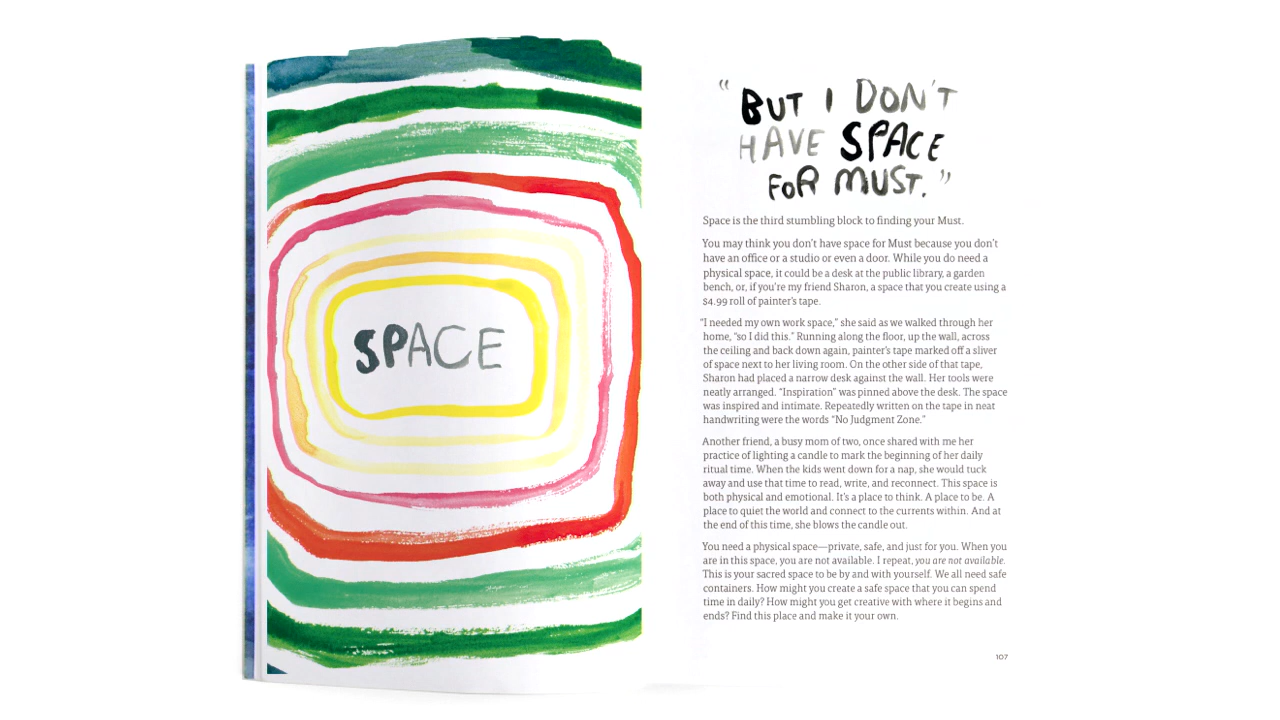 SPACE
“BUT I DON'T
HAVE SPACE
FOR MUST.”
Space is the third stumbling block to finding your Must.
You may think you don’t have space for Must because you don’t
have an office or a studio or even a door. While you do need a
physical space, it could be a desk at the public library, a garden
bench, or, if you’re my friend Sharon, a space that you create using a
$4.99 roll of painter’s tape.
“I needed my own work space,” she said as we walked through her
home, “so I did this.” Running along the floor, up the wall, across
the ceiling and back down again, painter’s tape marked off a sliver
of space next to her living room. On the other side of that tape,
Sharon had placed a narrow desk against the wall. Her tools were
neatly arranged. “Inspiration” was pinned above the desk. The space
was inspired and intimate. Repeatedly written on the tape in neat
handwriting were the words “No Judgment Zone.”
Another friend, a busy mom of two, once shared with me her
practice of lighting a candle to mark the beginning of her daily
ritual time. When the kids went down for a nap, she would tuck
away and use that time to read, write, and reconnect. This space is
both physical and emotional. It’s a place to think. A place to be. A
place to quiet the world and connect to the currents within. And at
the end of this time, she blows the candle out.
You need a physical space—private, safe, and just for you. When you
are in this space, you are not available. I repeat, you are not available.
This is your sacred space to be by and with yourself. We all need safe
containers. How might you create a safe space that you can spend
time in daily? How might you get creative with where it begins and
ends? Find this place and make it your own.
107